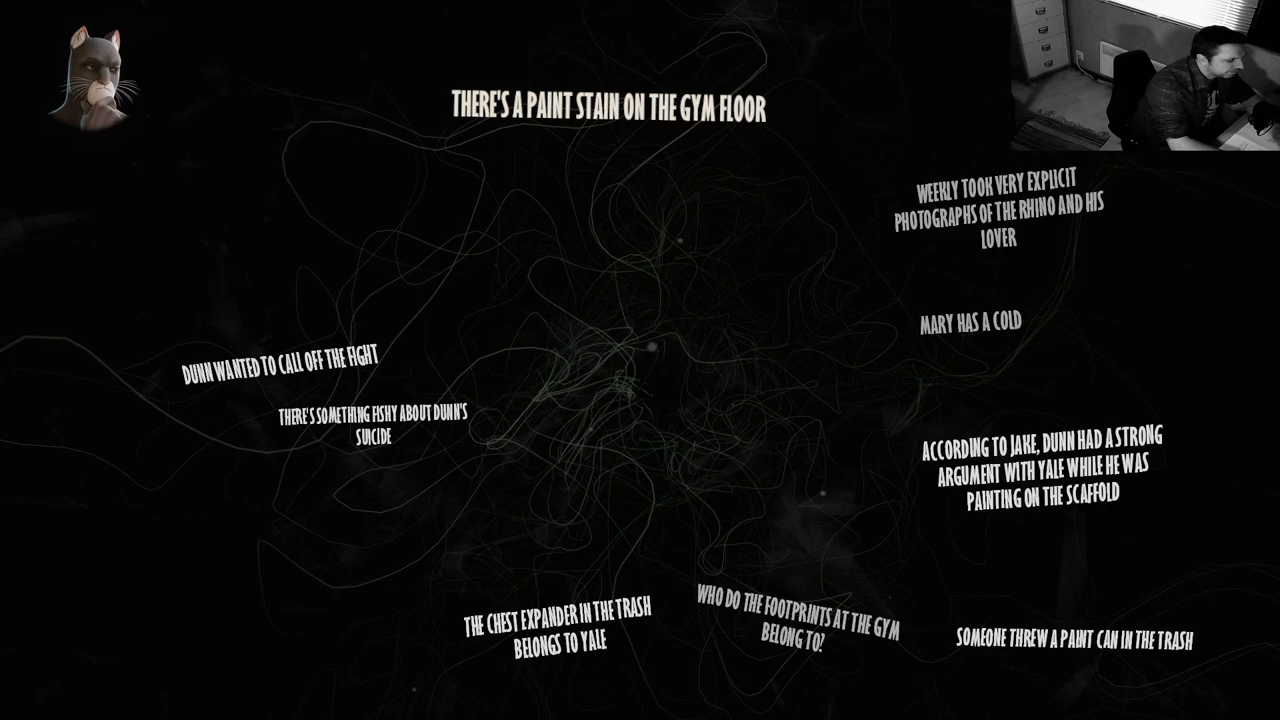 THERE'S A PAINT STAIN ON THE GYM FLOOR
WEEKLY TOOK VERY EXPLICIT
PHOTOGRAPHS OF THE RHINO AND HIS
LOVER
MARY HAS A COLD
DUNN WANTED TO CALL OFF THE FIGHT
THERE'S SOMETHING FISHY ABOUT DUNN'S
SUICIDE
ACCORDING TO JAKE, DUNN HAD A STRONG
ARGUMENT WITH YALE WHILE HE WAS
PAINTING ON THE SCAFFOLD
THE CHEST EXPANDER IN THE TRASH
BELONGS TO YALE
WHO DO THE FOOTPRINTS AT THE GYM
BELONG TO?
SOMEONE THREW A PAINT CAN IN THE TRASH